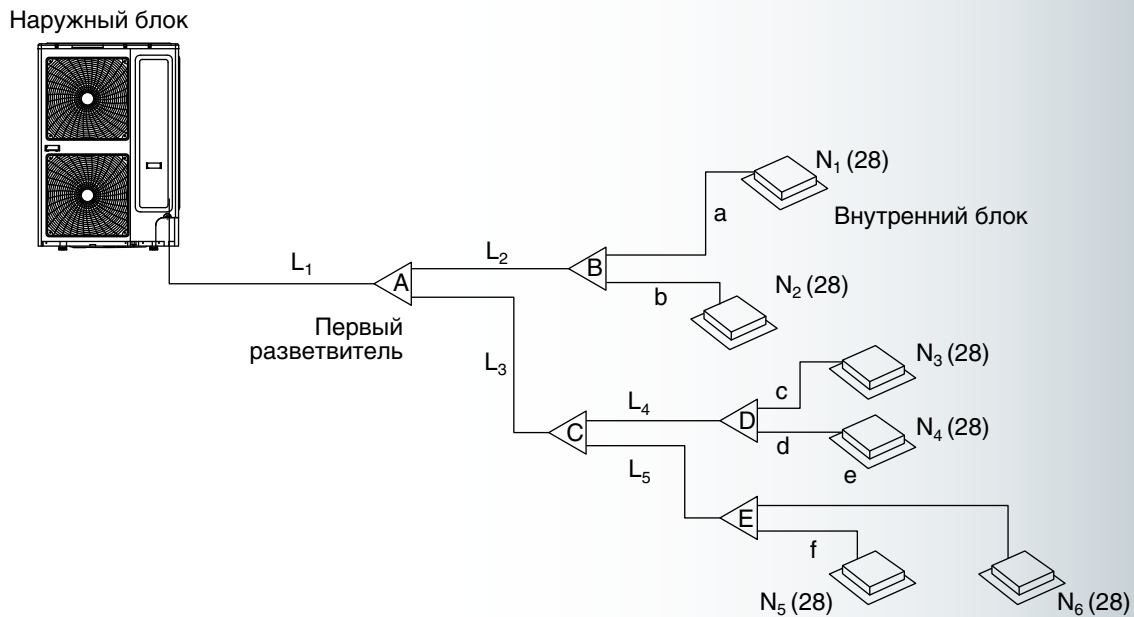 Наружный блок
N₁ (28)
a
Внутренний блок
L₁
A
L₂
B
b
N₂ (28)
Первый
разветвитель
L₃
c
N₃ (28)
L₄
C
D
d
N₄ (28)
L₅
e
E
f
N₅ (28)
N₆ (28)